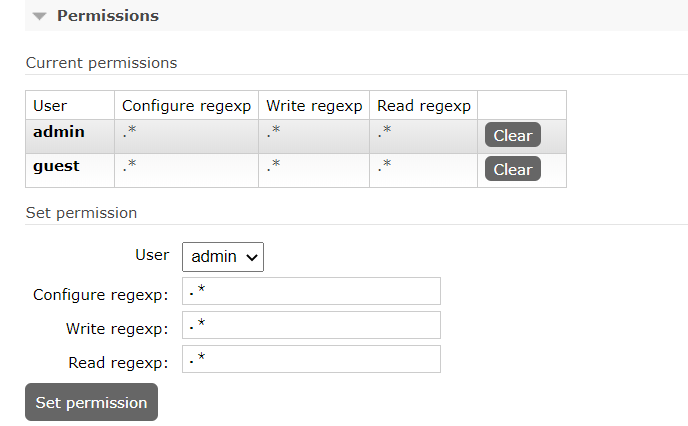 Permissions
Current permissions
User Configure regexp Write regexp Read regexp
admin .* .* .* Clear
guest .* .* .* Clear
Set permission
User admin
Configure regexp: .*
Write regexp: .*
Read regexp: .*
Set permission